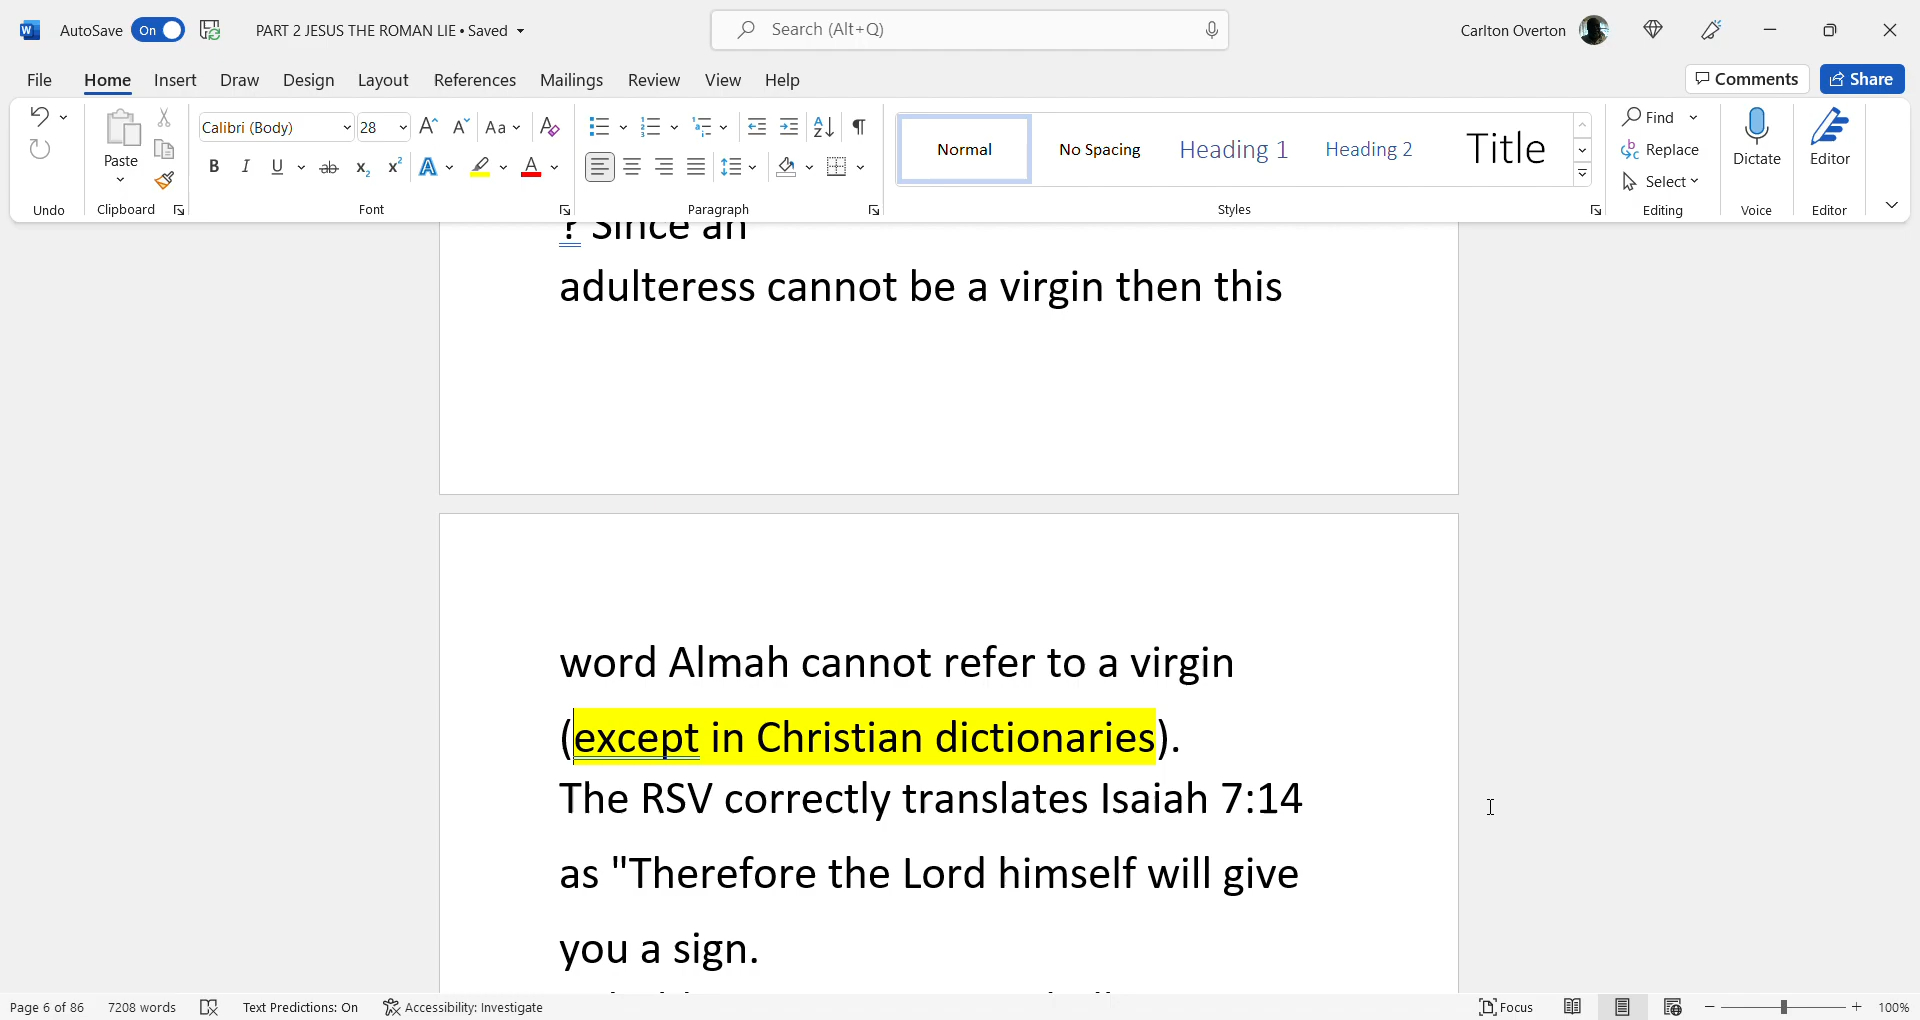 AutoSave On PART 2 JESUS THE ROMAN LIE • Saved Search (Alt+Q) Carlton Overton
File Home Insert Draw Design Layout References Mailings Review View Help Comments Share
Calibri (Body) 28 Aa Find
Paste Normal No Spacing Heading 1 Heading 2 Title Replace Dictate Editor
B I U ab Select
Undo Clipboard Font Paragraph Styles Editing Voice Editor
? Since an
adulteress cannot be a virgin then this
word Almah cannot refer to a virgin
(except in Christian dictionaries).
The RSV correctly translates Isaiah 7:14
as "Therefore the Lord himself will give
you a sign.
Page 6 of 86 7208 words Text Predictions: On Accessibility: Investigate Focus 100%